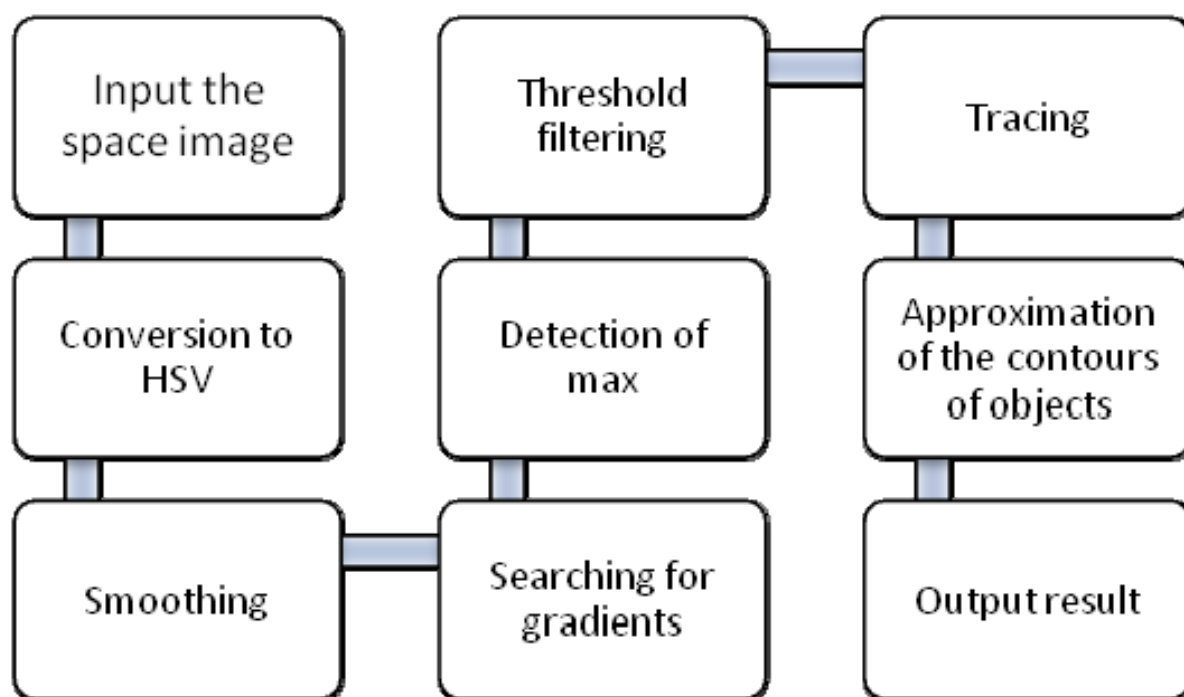 Input the
space image
Conversion to
HSV
Smoothing
Searching for
gradients
Detection of
max
Threshold
filtering
Tracing
Approximation
of the contours
of objects
Output result